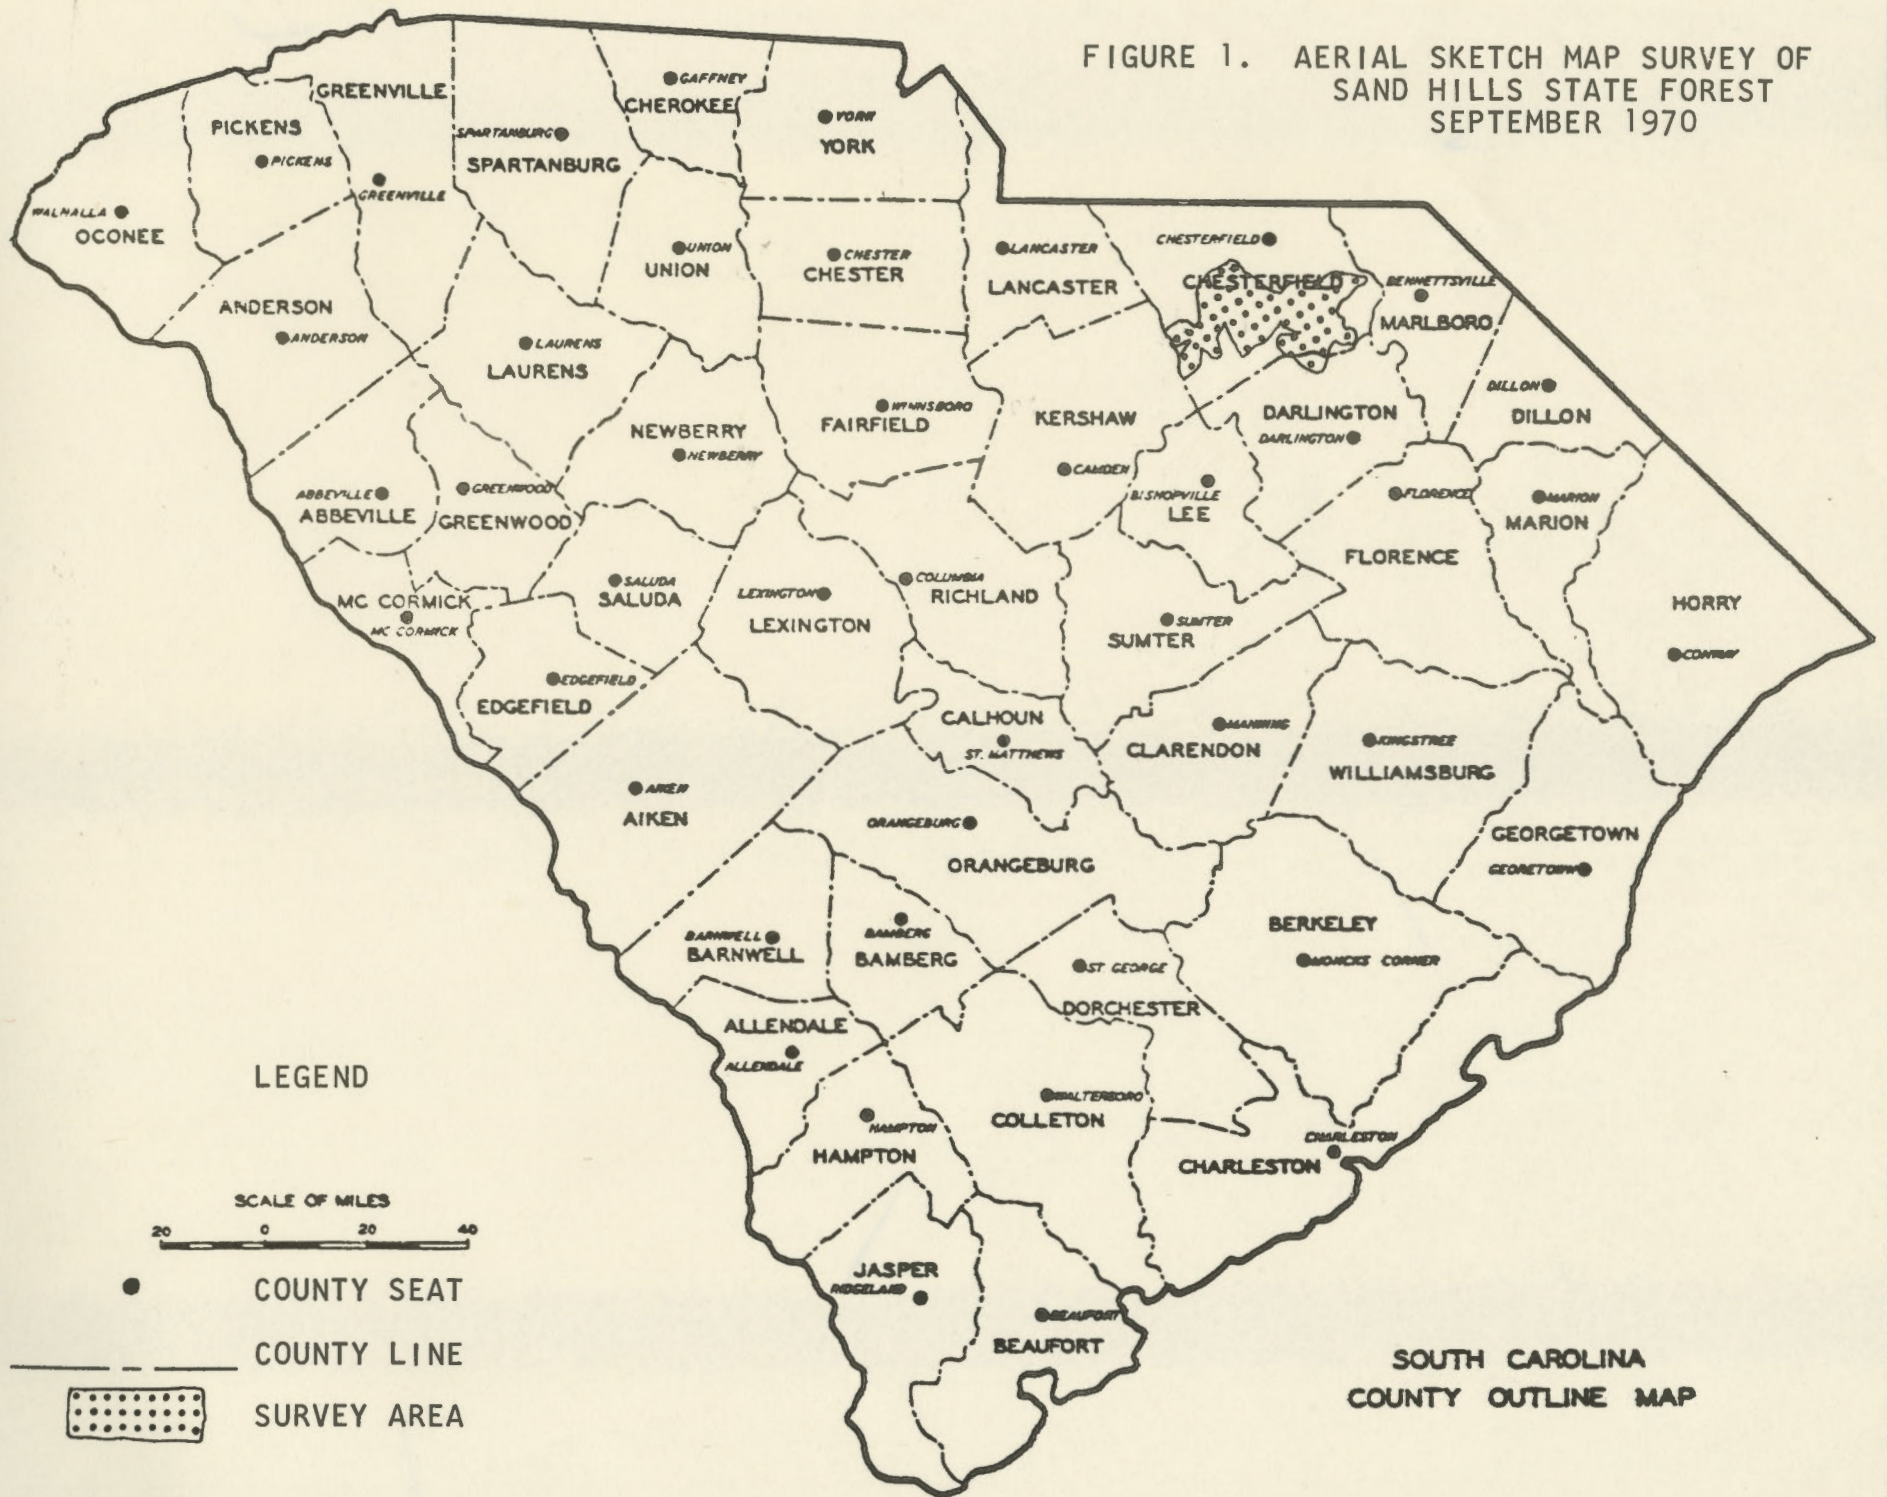 FIGURE 1. AERIAL SKETCH MAP SURVEY OF
SAND HILLS STATE FOREST
SEPTEMBER 1970
GREENVILLE
GAFFNEY
CHEROKEE
PICKENS
PICKENS
SPARTANBURG
SPARTANBURG
YORK
YORK
GREENVILLE
WALHALLA
OCONEE
UNION
UNION
CHESTER
CHESTER
LANCASTER
LANCASTER
CHESTERFIELD
CHESTERFIELD
BENNETTSVILLE
MARLBORO
ANDERSON
ANDERSON
LAURENS
LAURENS
DILLON
DILLON
NEWBERRY
NEWBERRY
WINNSBORO
FAIRFIELD
KERSHAW
CAMDEN
DARLINGTON
DARLINGTON
ABBEVILLE
ABBEVILLE
GREENWOOD
GREENWOOD
BISHOPVILLE
LEE
FLORENCE
FLORENCE
MARION
MARION
MC CORMICK
MC CORMICK
SALUDA
SALUDA
LEXINGTON
LEXINGTON
COLUMBIA
RICHLAND
SUMTER
SUMTER
HORRY
CONWAY
EDGEFIELD
EDGEFIELD
CALHOUN
ST. MATTHEWS
MANNING
CLARENDON
KINGSTREE
WILLIAMSBURG
AIKEN
AIKEN
ORANGEBURG
ORANGEBURG
GEORGETOWN
GEORETOWN
BARNWELL
BARNWELL
BAMBERG
BAMBERG
BERKELEY
MONCKS CORNER
ST GEORGE
DORCHESTER
ALLENDALE
ALLENDALE
WALTERBORO
COLLETON
HAMPTON
HAMPTON
CHARLESTON
CHARLESTON
JASPER
RIDGELAND
BEAUFORT
BEAUFORT
LEGEND
SCALE OF MILES
20 0 20 40
COUNTY SEAT
COUNTY LINE
SURVEY AREA
SOUTH CAROLINA
COUNTY OUTLINE MAP